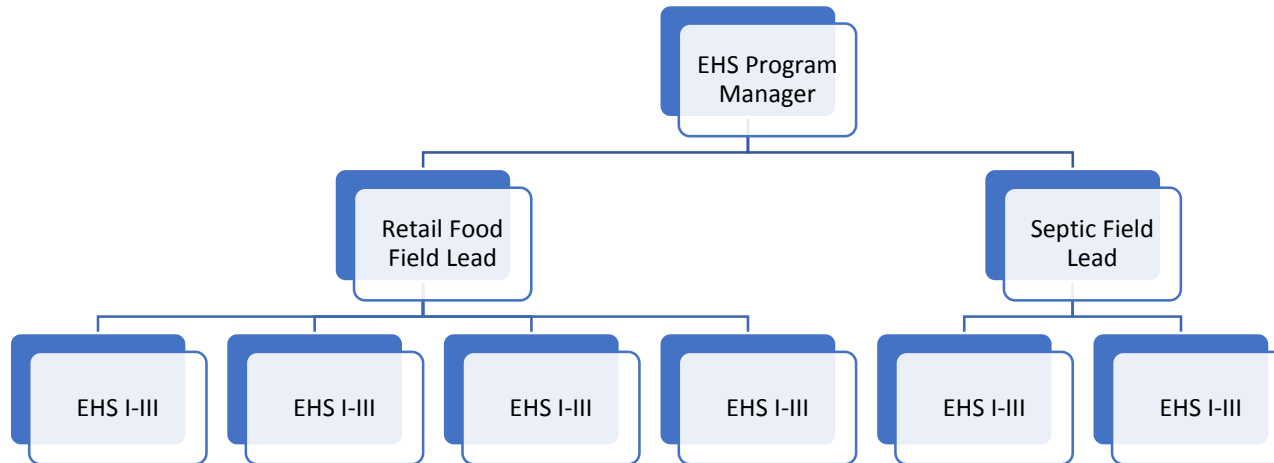 EHS Program
Manager
Retail Food
Field Lead
Septic Field
Lead
EHS I-III
EHS I-III
EHS I-III
EHS I-III
EHS I-III
EHS I-III